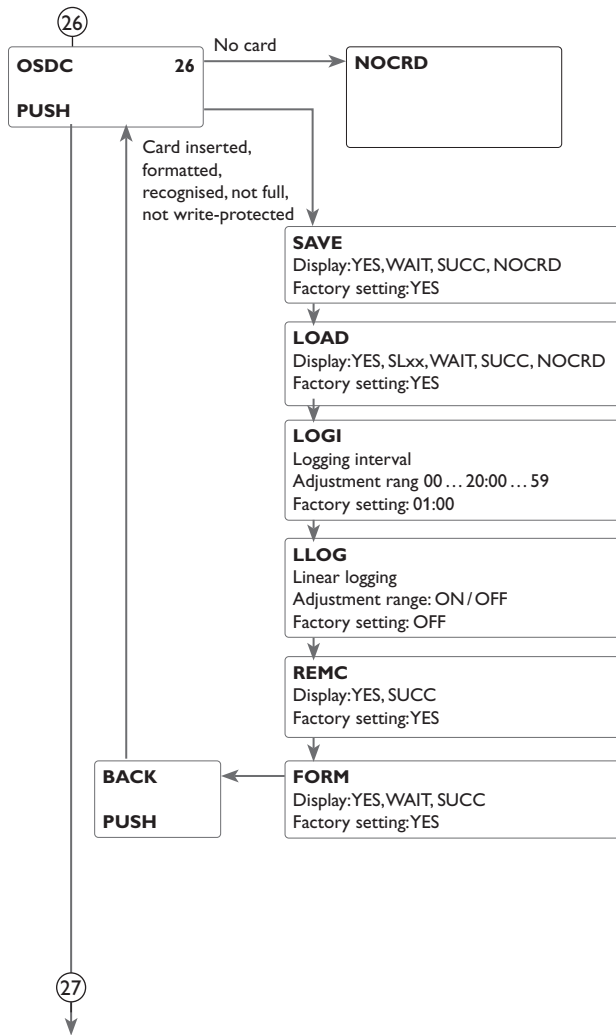 26
OSDC 26
PUSH
No card
NOCRD
Card inserted,
formatted,
recognised, not full,
not write-protected
SAVE
Display:YES,WAIT, SUCC, NOCRD
Factory setting:YES
LOAD
Display:YES, SLxx,WAIT, SUCC, NOCRD
Factory setting:YES
LOGI
Logging interval
Adjustment rang 00 … 20:00 … 59
Factory setting: 01:00
LLOG
Linear logging
Adjustment range: ON / OFF
Factory setting: OFF
REMC
Display:YES, SUCC
Factory setting:YES
FORM
Display:YES,WAIT, SUCC
Factory setting:YES
BACK
PUSH
27